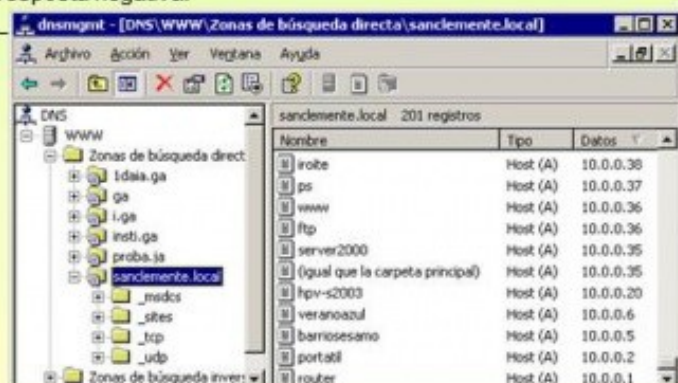 resposta negativa.
dnsmgmt - [DNS\WWW\Zonas de búsqueda directa\sanclemente.local]
Archivo Acción Ver Ventana Ayuda
DNS
WWW
Zonas de búsqueda direct
1daia.ga
ga
i.ga
insti.ga
proba.ja
sanclemente.local
_msdcs
_sites
_tcp
_udp
Zonas de búsqueda inver
sanclemente.local 201 registros
Nombre Tipo Datos
iroite Host (A) 10.0.0.38
ps Host (A) 10.0.0.37
www Host (A) 10.0.0.36
ftp Host (A) 10.0.0.36
server2000 Host (A) 10.0.0.35
(igual que la carpeta principal) Host (A) 10.0.0.35
hpv-s2003 Host (A) 10.0.0.20
veranoazul Host (A) 10.0.0.6
barriosesamo Host (A) 10.0.0.5
portatil Host (A) 10.0.0.2
router Host (A) 10.0.0.1